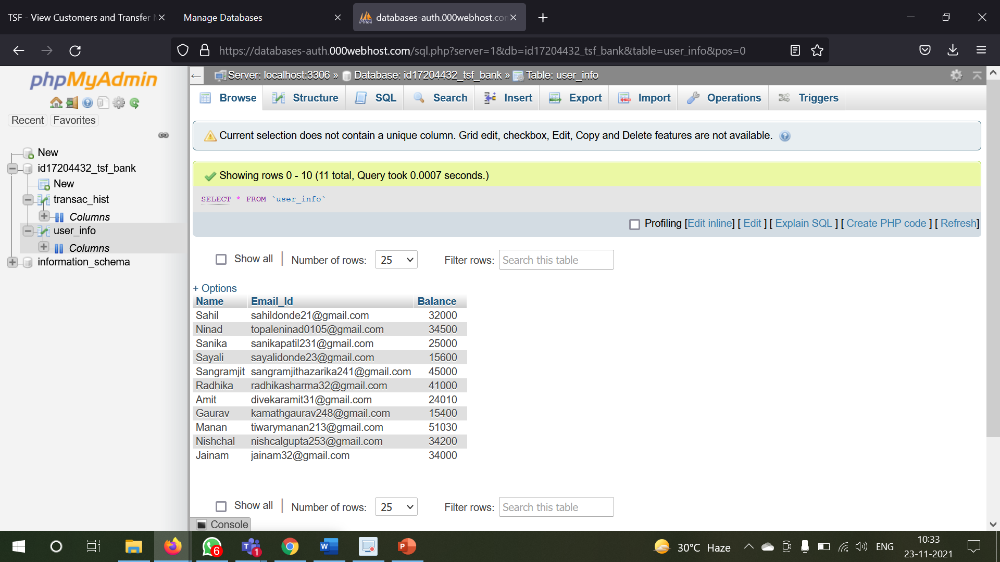 TSF - View Customers and Transfer
Manage Databases
databases-auth.000webhost.co
https://databases-auth.000webhost.com/sql.php?server=1&db=id17204432_tsf_bank&table=user_info&pos=0
phpMyAdmin
Recent
Favorites
New
id17204432_tsf_bank
New
transac_hist
Columns
user_info
Columns
information_schema
Server: localhost:3306 » Database: id17204432_tsf_bank » Table: user_info
Browse Structure SQL Search Insert Export Import Operations Triggers
Current selection does not contain a unique column. Grid edit, checkbox, Edit, Copy and Delete features are not available.
Showing rows 0 - 10 (11 total, Query took 0.0007 seconds.)
SELECT * FROM `user_info`
Profiling [Edit inline] [ Edit ] [ Explain SQL ] [ Create PHP code ] [ Refresh]
Show all | Number of rows: 25 Filter rows: Search this table
+ Options
Name Email_Id Balance
Sahil sahildonde21@gmail.com 32000
Ninad topaleninad0105@gmail.com 34500
Sanika sanikapatil231@gmail.com 25000
Sayali sayalidonde23@gmail.com 15600
Sangramjit sangramjithazarika241@gmail.com 45000
Radhika radhikasharma32@gmail.com 41000
Amit divekaramit31@gmail.com 24010
Gaurav kamathgaurav248@gmail.com 15400
Manan tiwarymanan213@gmail.com 51030
Nishchal nishcalgupta253@gmail.com 34200
Jainam jainam32@gmail.com 34000
Show all | Number of rows: 25 Filter rows: Search this table
Console
6
1
30°C Haze
ENG
10:33
23-11-2021